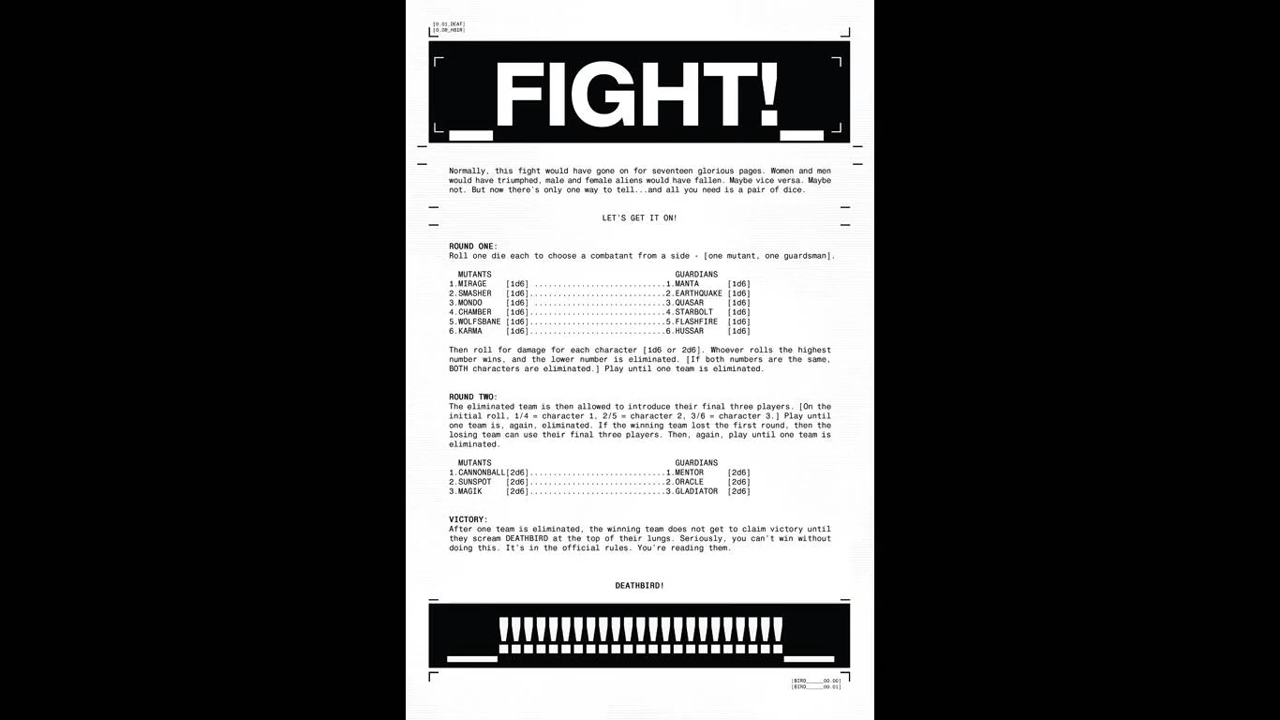 [0.01_DEAT]
FIGHT!
Normally, this fight would have gone on for seventeen glorious pages. Women and men
would have triumphed, male and female aliens would have fallen. Maybe vice versa. Maybe
not. But now there's only one way to tell...and all you need is a pair of dice.
LET'S GET IT ON!
ROUND ONE:
Roll one die each to choose a combatant from a side - [one mutant, one guardsman].
MUTANTS GUARDIANS
1.MIRAGE [1d6] ............................1.MANTA [1d6]
2.SMASHER [1d6].............................2.EARTHQUAKE [1d6]
3.MONDO [1d6] ............................3.QUASAR [1d6]
4.CHAMBER [1d6].............................4.STARBOLT [1d6]
5.WOLFSBANE [1d6].............................5.FLASHFIRE [1d6]
6.KARMA [1d6].............................6.HUSSAR [1d6]
Then roll for damage for each character [1d6 or 2d6]. Whoever rolls the highest
number wins, and the lower number is eliminated. [If both numbers are the same,
BOTH characters are eliminated.] Play until one team is eliminated.
ROUND TWO:
The eliminated team is then allowed to introduce their final three players. [On the
initial roll, 1/4 = character 1, 2/5 = character 2, 3/6 = character 3.] Play until
one team is, again, eliminated. If the winning team lost the first round, then the
losing team can use their final three players. Then, again, play until one team is
eliminated.
MUTANTS GUARDIANS
1.CANNONBALL[2d6].............................1.MENTOR [2d6]
2.SUNSPOT [2d6].............................2.ORACLE [2d6]
3.MAGIK [2d6].............................3.GLADIATOR [2d6]
VICTORY:
After one team is eliminated, the winning team does not get to claim victory until
they scream DEATHBIRD at the top of their lungs. Seriously, you can't win without
doing this. It's in the official rules. You're reading them.
DEATHBIRD!
!!!!!!!!!!!!!!!!!!!!!!!
[BIRD_____00.00]
[BIRD_____00.01]